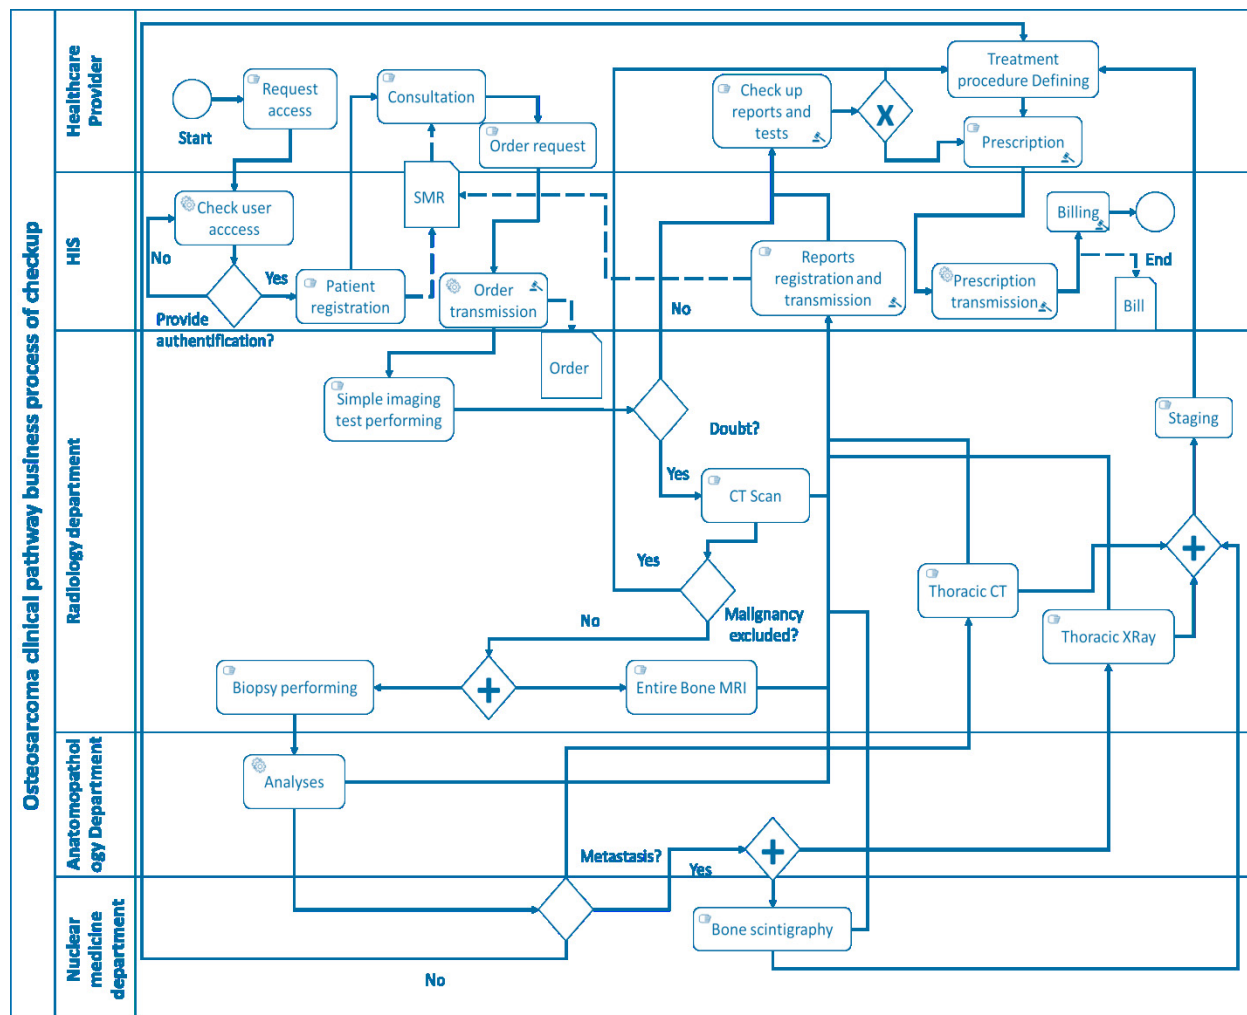 Osteosarcoma clinical pathway business process of checkup
Healthcare
Provider
Start
Request
access
Consultation
Order request
Check up
reports and
tests
X
Treatment
procedure Defining
Prescription
HIS
Check user
acccess
No
Yes
Provide
authentification?
Patient
registration
SMR
Order
transmission
No
Reports
registration and
transmission
Prescription
transmission
Billing
End
Bill
Radiology department
Order
Simple imaging
test performing
Doubt?
Yes
CT Scan
Yes
No
Malignancy
excluded?
Staging
Thoracic CT
Thoracic XRay
Biopsy performing
Entire Bone MRI
Anatomopathol
ogy Department
Analyses
Metastasis?
Yes
Nuclear
medicine
department
Bone scintigraphy
No